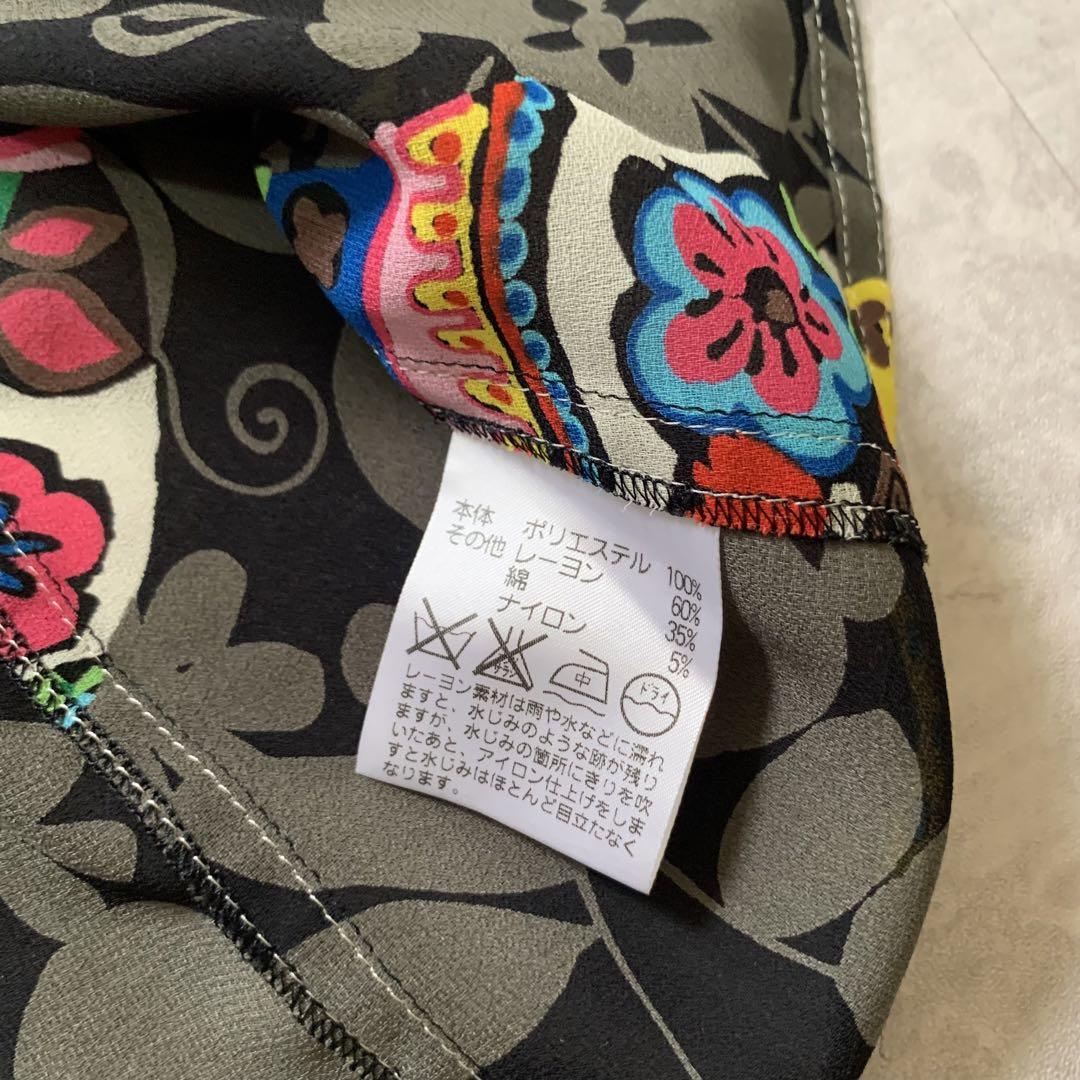 本体 ポリエステル 100%
その他 レーヨン 60%
綿 35%
ナイロン 5%
サラシ 中 ドライ
レーヨン素材は雨や水などに濡れ
ますと、水じみのような跡が残り
ますが、水じみの箇所にきりを吹
いたあと、アイロン仕上げをしま
すと水じみはほとんど目立たなく
なります。